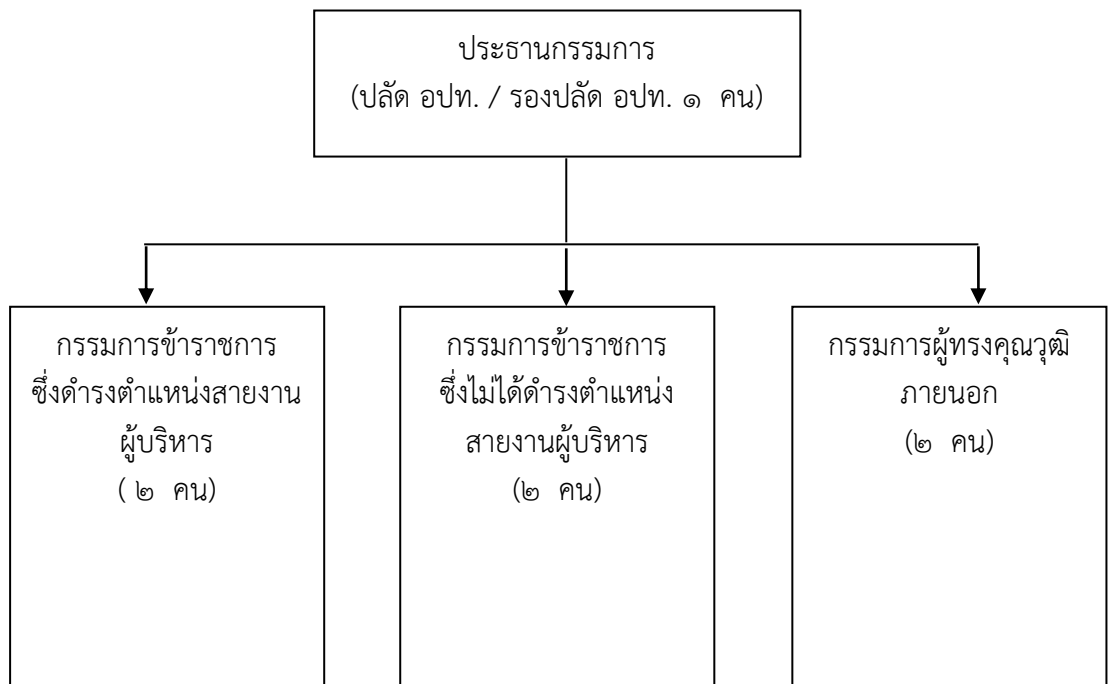 ประธานกรรมการ
(ปลัด อปท. / รองปลัด อปท. ๑ คน)
กรรมการข้าราชการ
ซึ่งดำรงตำแหน่งสายงาน
ผู้บริหาร
( ๒ คน)
กรรมการข้าราชการ
ซึ่งไม่ได้ดำรงตำแหน่ง
สายงานผู้บริหาร
(๒ คน)
กรรมการผู้ทรงคุณวุฒิ
ภายนอก
(๒ คน)